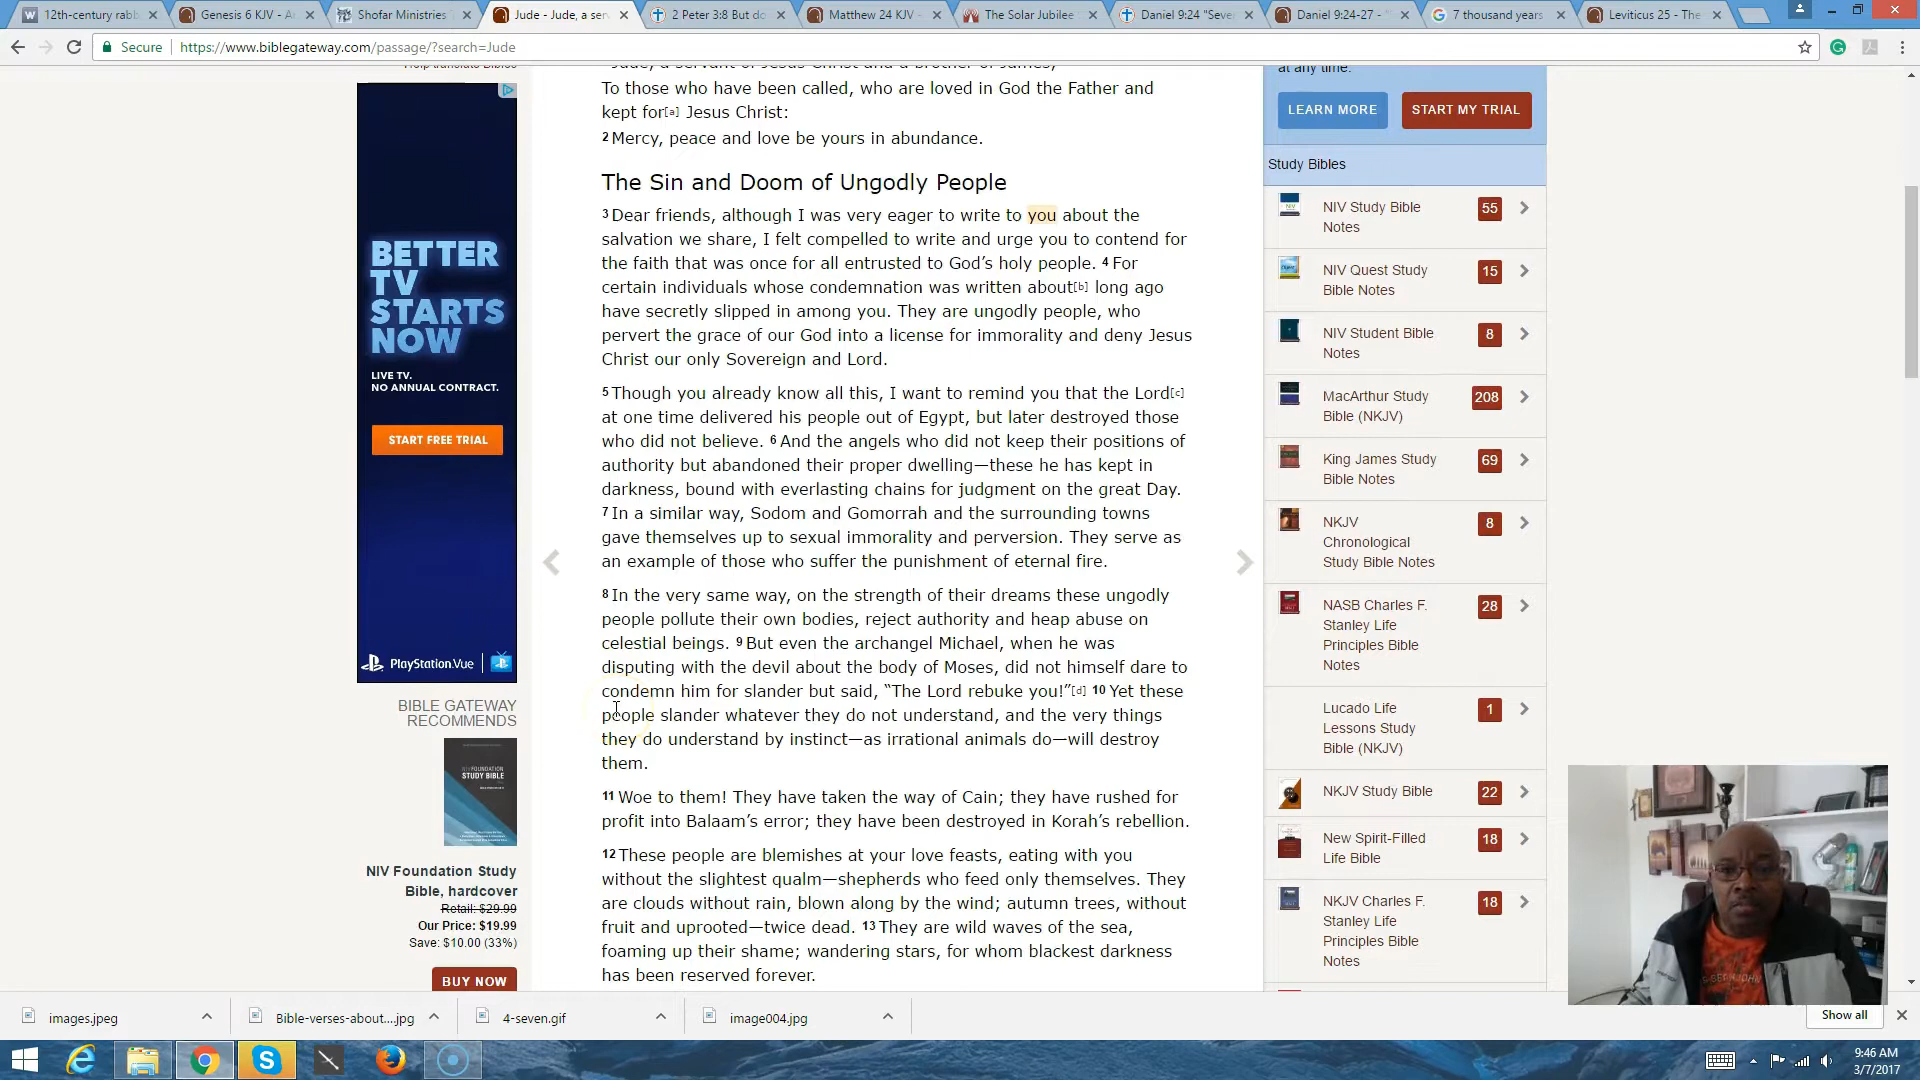 12th-century rabb
Genesis 6 KJV - A
Shofar Ministries
Jude - Jude, a ser
2 Peter 3:8 But do
Matthew 24 KJV -
The Solar Jubilee
Daniel 9:24 "Seve
Daniel 9:24-27 - "
7 thousand years
Leviticus 25 - The
Secure
https://www.biblegateway.com/passage/?search=Jude
To those who have been called, who are loved in God the Father and
kept for[a] Jesus Christ:
2 Mercy, peace and love be yours in abundance.
The Sin and Doom of Ungodly People
3 Dear friends, although I was very eager to write to you about the
salvation we share, I felt compelled to write and urge you to contend for
the faith that was once for all entrusted to God’s holy people. 4 For
certain individuals whose condemnation was written about[b] long ago
have secretly slipped in among you. They are ungodly people, who
pervert the grace of our God into a license for immorality and deny Jesus
Christ our only Sovereign and Lord.
5 Though you already know all this, I want to remind you that the Lord[c]
at one time delivered his people out of Egypt, but later destroyed those
who did not believe. 6 And the angels who did not keep their positions of
authority but abandoned their proper dwelling—these he has kept in
darkness, bound with everlasting chains for judgment on the great Day.
7 In a similar way, Sodom and Gomorrah and the surrounding towns
gave themselves up to sexual immorality and perversion. They serve as
an example of those who suffer the punishment of eternal fire.
8 In the very same way, on the strength of their dreams these ungodly
people pollute their own bodies, reject authority and heap abuse on
celestial beings. 9 But even the archangel Michael, when he was
disputing with the devil about the body of Moses, did not himself dare to
condemn him for slander but said, “The Lord rebuke you!”[d] 10 Yet these
people slander whatever they do not understand, and the very things
they do understand by instinct—as irrational animals do—will destroy
them.
11 Woe to them! They have taken the way of Cain; they have rushed for
profit into Balaam’s error; they have been destroyed in Korah’s rebellion.
12 These people are blemishes at your love feasts, eating with you
without the slightest qualm—shepherds who feed only themselves. They
are clouds without rain, blown along by the wind; autumn trees, without
fruit and uprooted—twice dead. 13 They are wild waves of the sea,
foaming up their shame; wandering stars, for whom blackest darkness
has been reserved forever.
BETTER
TV
STARTS
NOW
LIVE TV.
NO ANNUAL CONTRACT.
START FREE TRIAL
PlayStation.Vue
BIBLE GATEWAY
RECOMMENDS
NIV FOUNDATION
STUDY BIBLE
NIV Foundation Study
Bible, hardcover
Retail: $29.99
Our Price: $19.99
Save: $10.00 (33%)
BUY NOW
at any time.
LEARN MORE
START MY TRIAL
Study Bibles
NIV Study Bible
Notes
55
NIV Quest Study
Bible Notes
15
NIV Student Bible
Notes
8
MacArthur Study
Bible (NKJV)
208
King James Study
Bible Notes
69
NKJV
Chronological
Study Bible Notes
8
NASB Charles F.
Stanley Life
Principles Bible
Notes
28
Lucado Life
Lessons Study
Bible (NKJV)
1
NKJV Study Bible
22
New Spirit-Filled
Life Bible
18
NKJV Charles F.
Stanley Life
Principles Bible
Notes
18
images.jpeg
Bible-verses-about....jpg
4-seven.gif
image004.jpg
Show all
9:46 AM
3/7/2017